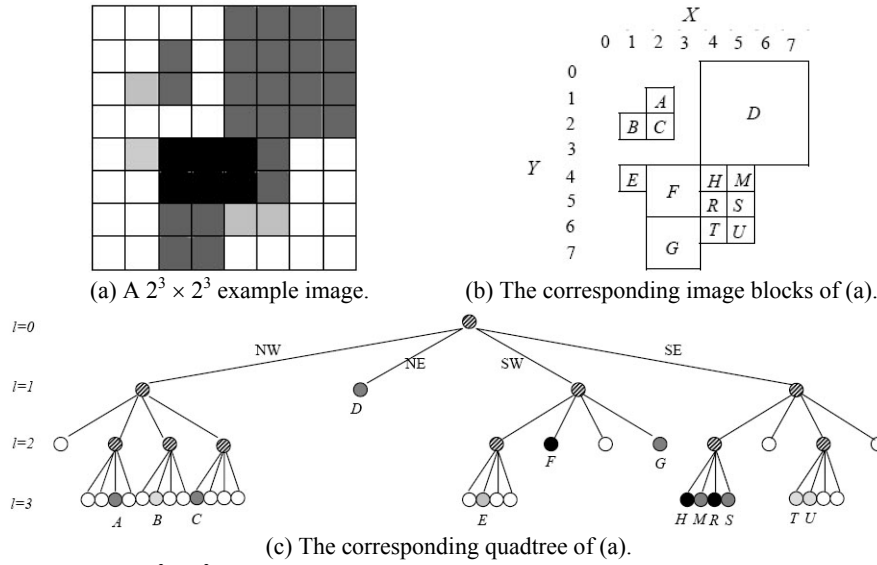 X
0 1 2 3 4 5 6 7
0
1 A
2 B C D
3
Y
4 E F H M
5 R S
6 T U
7 G
(a) A 2³ × 2³ example image.
(b) The corresponding image blocks of (a).
l=0
NW NE SW SE
l=1
D
l=2
F G
l=3
A B C E H M R S T U
(c) The corresponding quadtree of (a).